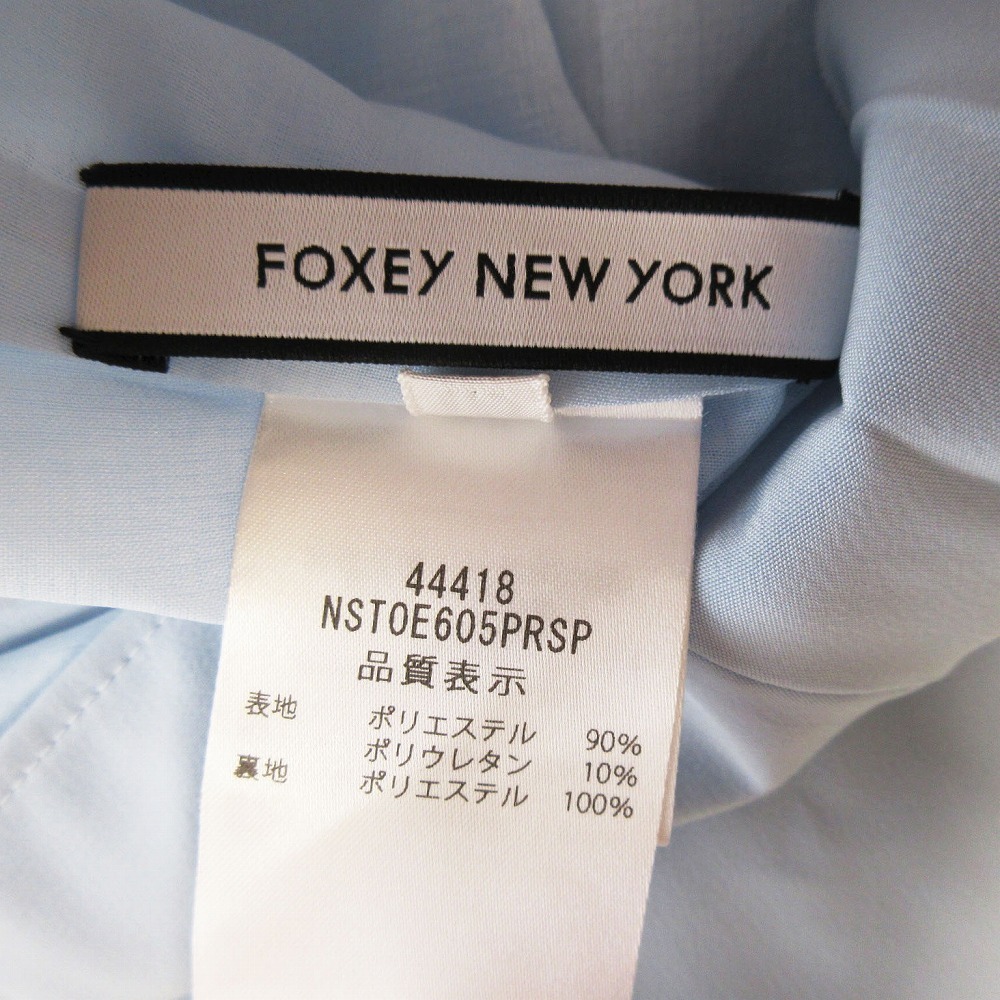 FOXEY NEW YORK
44418
NST0E605PRSP
品質表示
表地 ポリエステル 90%
ポリウレタン 10%
裏地 ポリエステル 100%